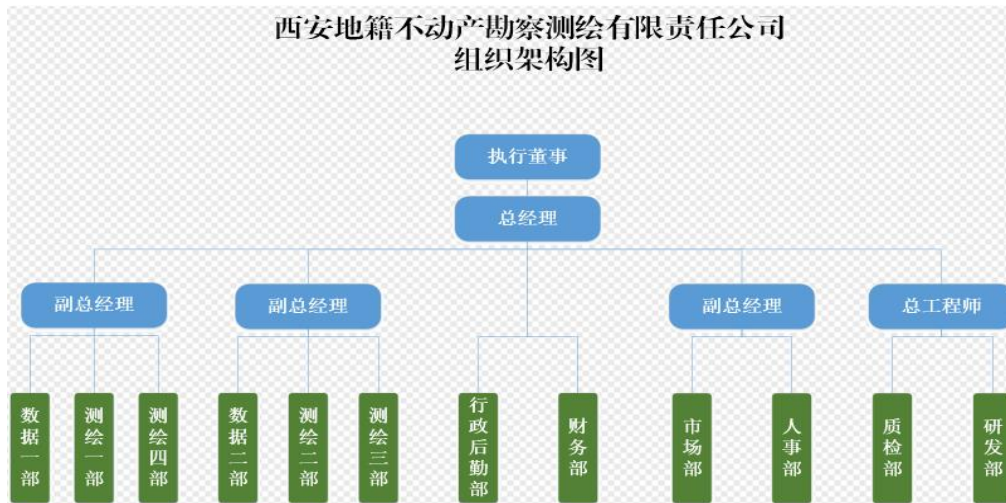 西安地籍不动产勘察测绘有限责任公司
组织架构图
执行董事
总经理
副总经理
副总经理
副总经理
总工程师
数据一部
测绘一部
测绘四部
数据二部
测绘二部
测绘三部
行政后勤部
财务部
市场部
人事部
质检部
研发部